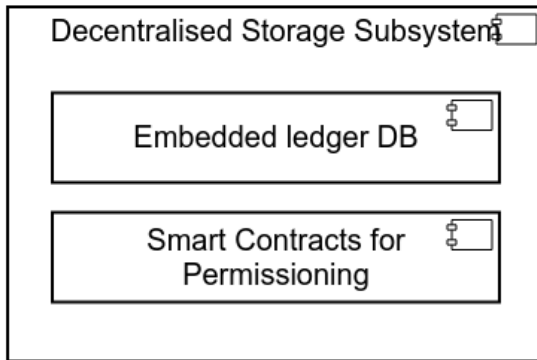 Decentralised Storage Subsystem
Embedded ledger DB
Smart Contracts for
Permissioning